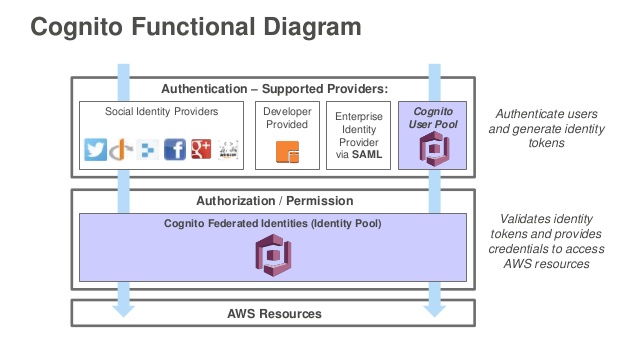 Cognito Functional Diagram
Authentication – Supported Providers:
Social Identity Providers
Developer
Provided
Enterprise
Identity
Provider
via SAML
Cognito
User Pool
Authenticate users
and generate identity
tokens
Authorization / Permission
Cognito Federated Identities (Identity Pool)
Validates identity
tokens and provides
credentials to access
AWS resources
AWS Resources